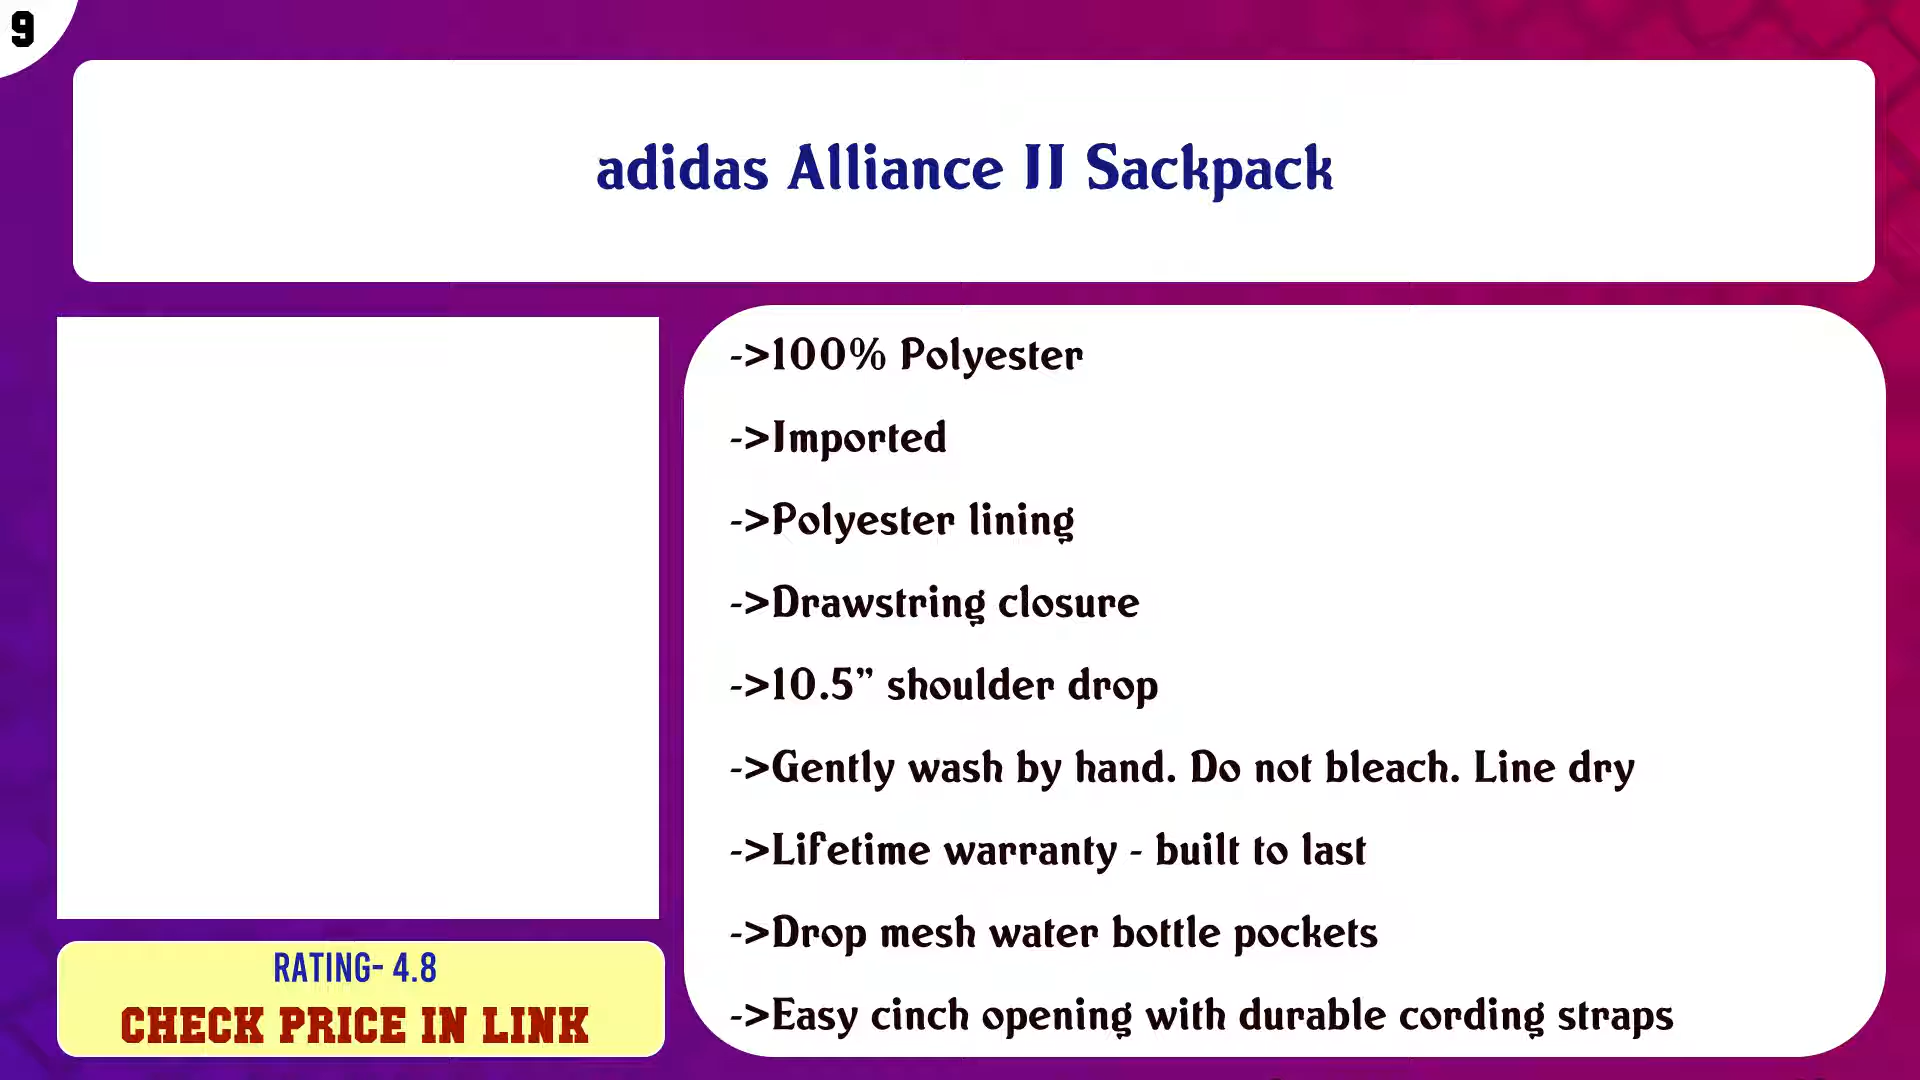 9
adidas Alliance II Sackpack
->100% Polyester
->Imported
->Polyester lining
->Drawstring closure
->10.5” shoulder drop
->Gently wash by hand. Do not bleach. Line dry
->Lifetime warranty - built to last
->Drop mesh water bottle pockets
->Easy cinch opening with durable cording straps
RATING- 4.8
CHECK PRICE IN LINK